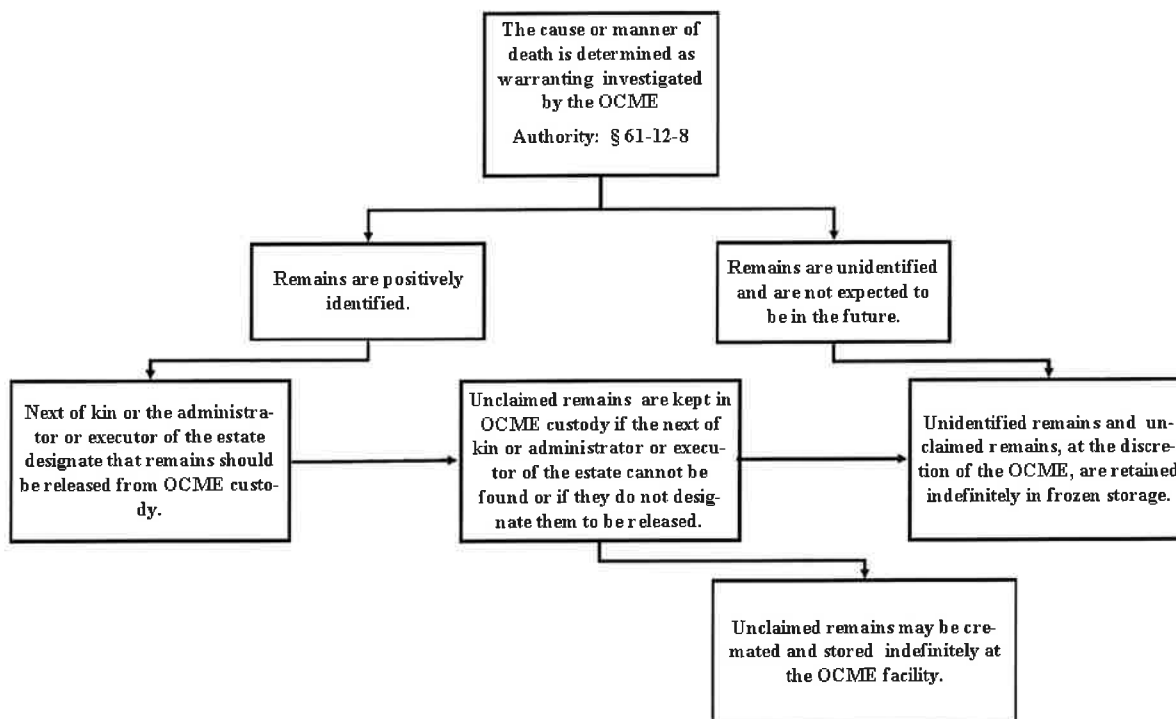 The cause or manner of
death is determined as
warranting investigated
by the OCME
Authority: § 61-12-8
Remains are positively
identified.
Remains are unidentified
and are not expected to
be in the future.
Next of kin or the administra-
tor or executor of the estate
designate that remains should
be released from OCME custo-
dy.
Unclaimed remains are kept in
OCME custody if the next of
kin or administrator or execu-
tor of the estate cannot be
found or if they do not desig-
nate them to be released.
Unidentified remains and un-
claimed remains, at the discre-
tion of the OCME, are retained
indefinitely in frozen storage.
Unclaimed remains may be cre-
mated and stored indefinitely at
the OCME facility.